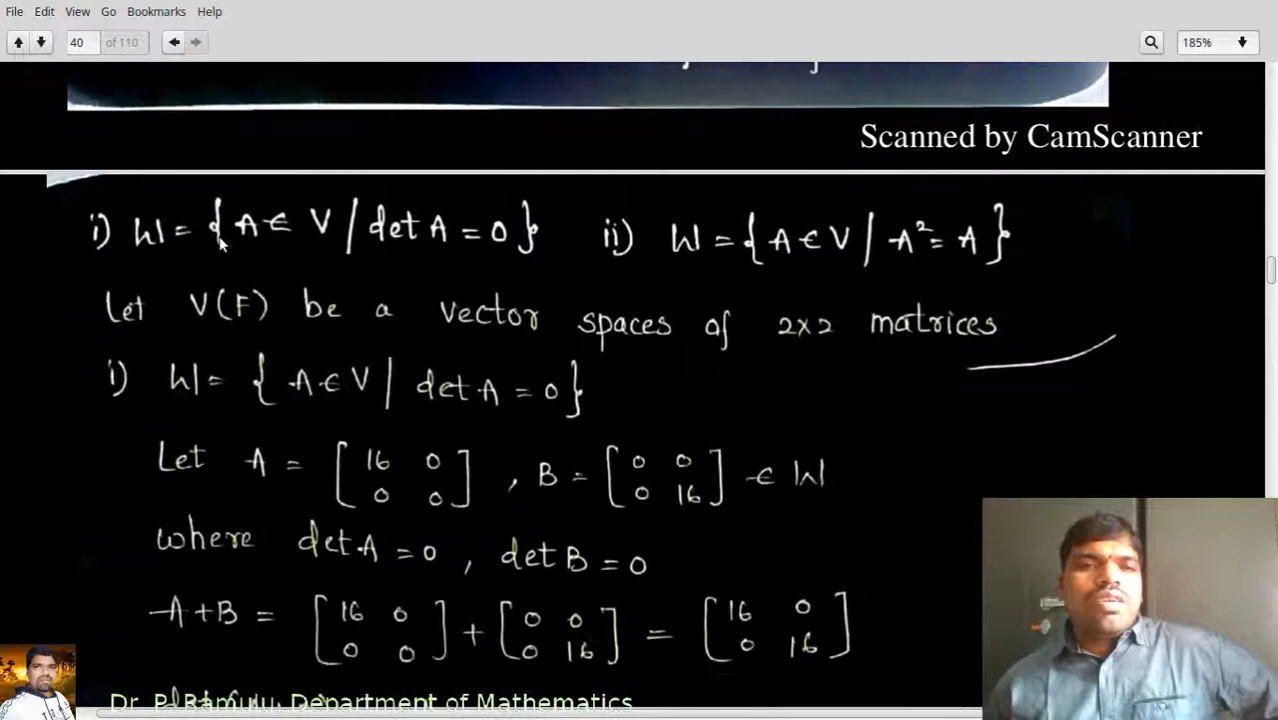 File Edit View Go Bookmarks Help
40 of 110 185%
Scanned by CamScanner
i) W = {A ∈ V / det A = 0} ii) W = {A ∈ V / A² = A}
Let V(F) be a vector spaces of 2×2 matrices
i) W = { A ∈ V / det A = 0 }
Let A = [16 0
0 0], B = [0 0
0 16] ∈ W
where det A = 0, det B = 0
A+B = [16 0
0 0] + [0 0
0 16] = [16 0
0 16]
Dr. P. Ramulu, Department of Mathematics